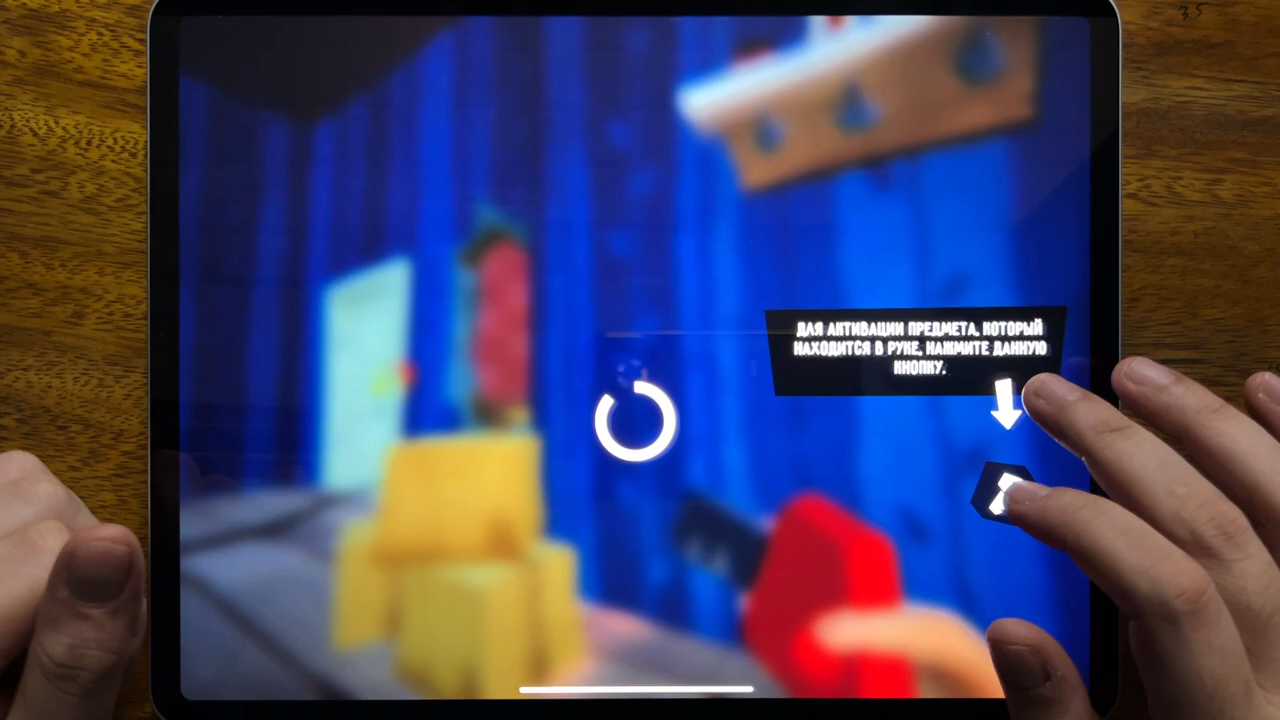 ДЛЯ АКТИВАЦИИ ПРЕДМЕТА, КОТОРЫЙ
НАХОДИТСЯ В РУКЕ, НАЖМИТЕ ДАННУЮ
КНОПКУ.